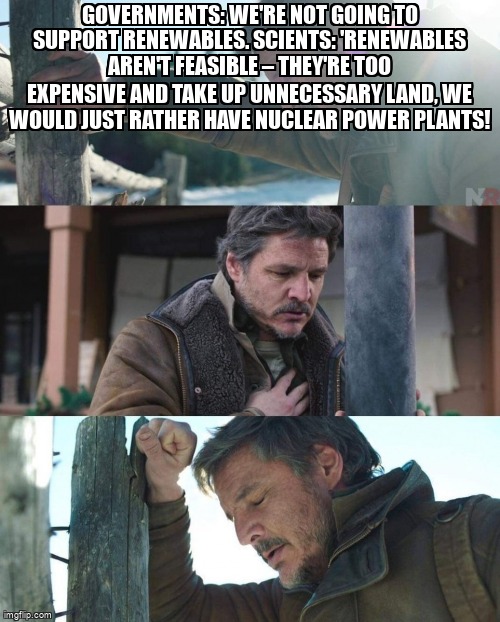 GOVERNMENTS: WE'RE NOT GOING TO
SUPPORT RENEWABLES. SCIENTS: 'RENEWABLES
AREN'T FEASIBLE – THEY'RE TOO
EXPENSIVE AND TAKE UP UNNECESSARY LAND, WE
WOULD JUST RATHER HAVE NUCLEAR POWER PLANTS!
imgflip.com